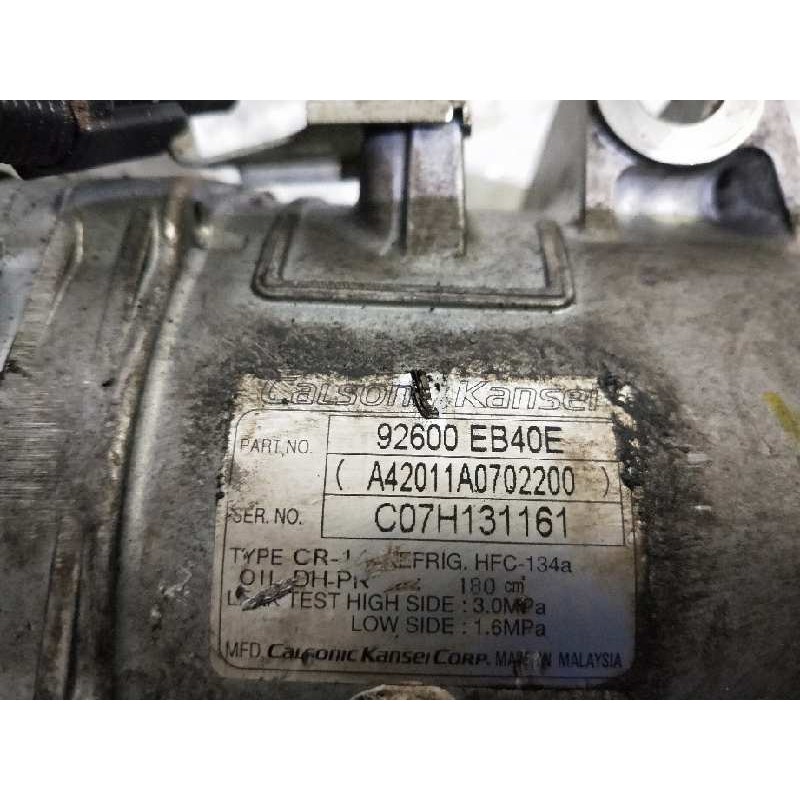 Calsonic Kansei
PART NO. 92600 EB40E
( A42011A0702200 )
SER. NO. C07H131161
TYPE REFRIG. HFC-134a
OIL 180 cm³
LEAK TEST HIGH SIDE : 3.0MPa
LOW SIDE : 1.6MPa
MFD. CALSONIC KANSEI CORP. MADE IN MALAYSIA